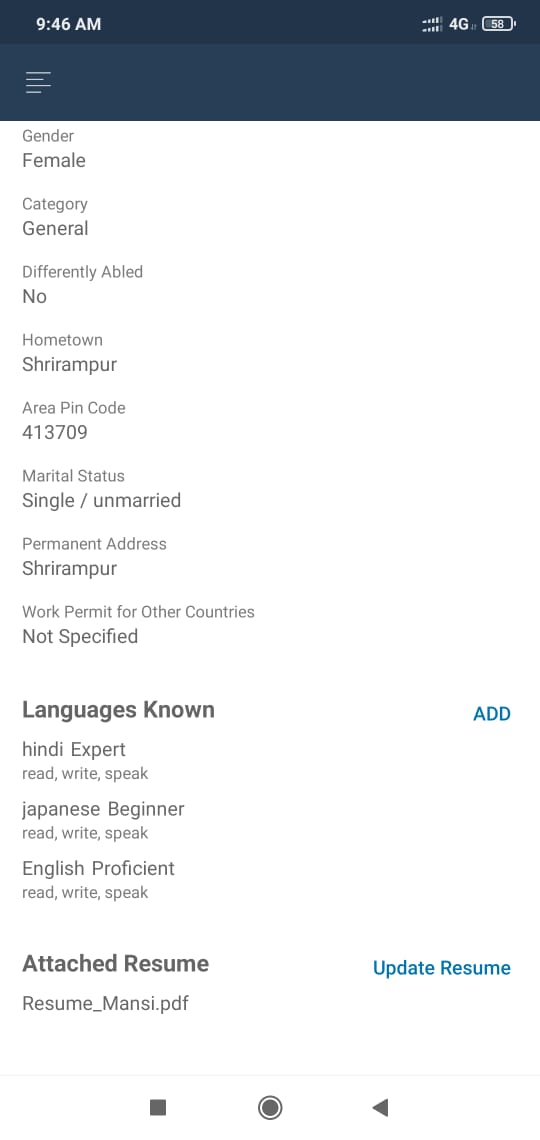 9:46 AM
4G
58
Gender
Female
Category
General
Differently Abled
No
Hometown
Shrirampur
Area Pin Code
413709
Marital Status
Single / unmarried
Permanent Address
Shrirampur
Work Permit for Other Countries
Not Specified
Languages Known
ADD
hindi Expert
read, write, speak
japanese Beginner
read, write, speak
English Proficient
read, write, speak
Attached Resume
Update Resume
Resume_Mansi.pdf